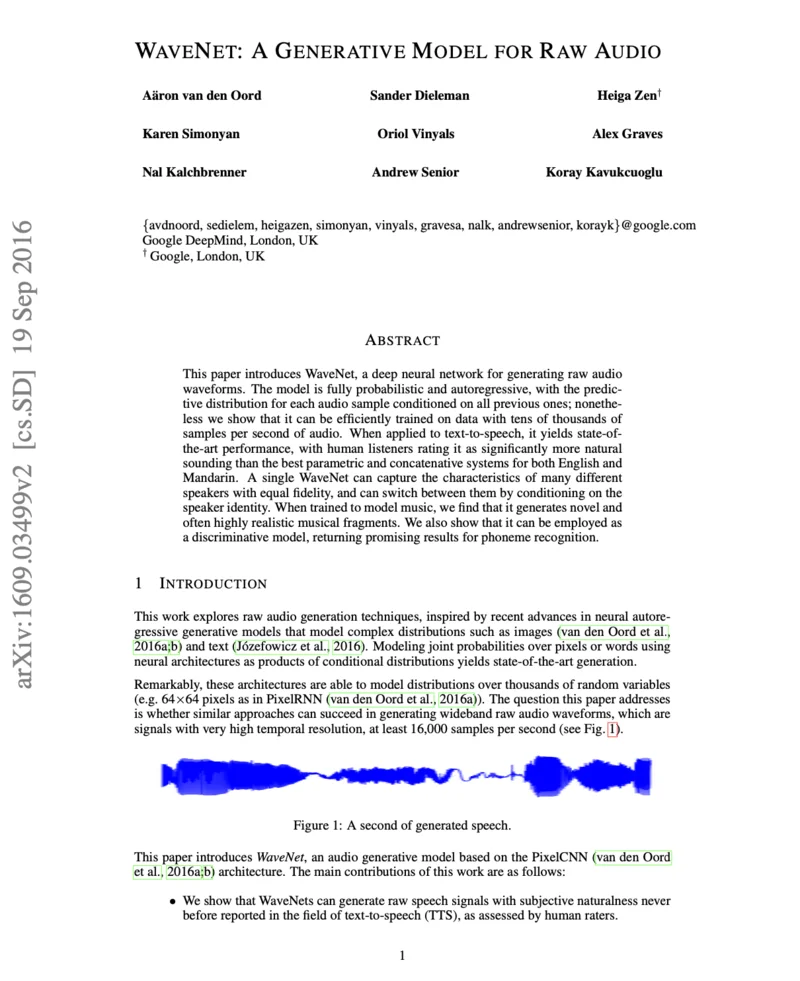 WAVENET: A GENERATIVE MODEL FOR RAW AUDIO
Aäron van den Oord Sander Dieleman Heiga Zen†
Karen Simonyan Oriol Vinyals Alex Graves
Nal Kalchbrenner Andrew Senior Koray Kavukcuoglu
{avdnoord, sedielem, heigazen, simonyan, vinyals, gravesa, nalk, andrewsenior, korayk}@google.com
Google DeepMind, London, UK
† Google, London, UK
arXiv:1609.03499v2 [cs.SD] 19 Sep 2016
ABSTRACT
This paper introduces WaveNet, a deep neural network for generating raw audio
waveforms. The model is fully probabilistic and autoregressive, with the predic-
tive distribution for each audio sample conditioned on all previous ones; nonethe-
less we show that it can be efficiently trained on data with tens of thousands of
samples per second of audio. When applied to text-to-speech, it yields state-of-
the-art performance, with human listeners rating it as significantly more natural
sounding than the best parametric and concatenative systems for both English and
Mandarin. A single WaveNet can capture the characteristics of many different
speakers with equal fidelity, and can switch between them by conditioning on the
speaker identity. When trained to model music, we find that it generates novel and
often highly realistic musical fragments. We also show that it can be employed as
a discriminative model, returning promising results for phoneme recognition.
1 INTRODUCTION
This work explores raw audio generation techniques, inspired by recent advances in neural autore-
gressive generative models that model complex distributions such as images (van den Oord et al.,
2016a;b) and text (Józefowicz et al., 2016). Modeling joint probabilities over pixels or words using
neural architectures as products of conditional distributions yields state-of-the-art generation.
Remarkably, these architectures are able to model distributions over thousands of random variables
(e.g. 64×64 pixels as in PixelRNN (van den Oord et al., 2016a)). The question this paper addresses
is whether similar approaches can succeed in generating wideband raw audio waveforms, which are
signals with very high temporal resolution, at least 16,000 samples per second (see Fig. 1).
Figure 1: A second of generated speech.
This paper introduces WaveNet, an audio generative model based on the PixelCNN (van den Oord
et al., 2016a;b) architecture. The main contributions of this work are as follows:
• We show that WaveNets can generate raw speech signals with subjective naturalness never
before reported in the field of text-to-speech (TTS), as assessed by human raters.
1